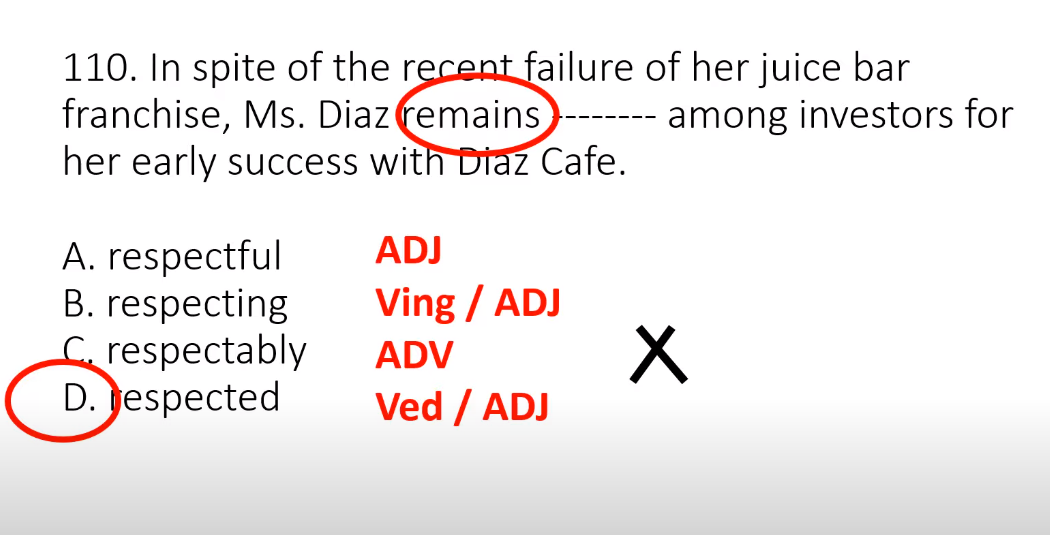 110. In spite of the recent failure of her juice bar
franchise, Ms. Diaz remains -------- among investors for
her early success with Diaz Cafe.
A. respectful ADJ
B. respecting Ving / ADJ
C. respectably ADV X
D. respected Ved / ADJ